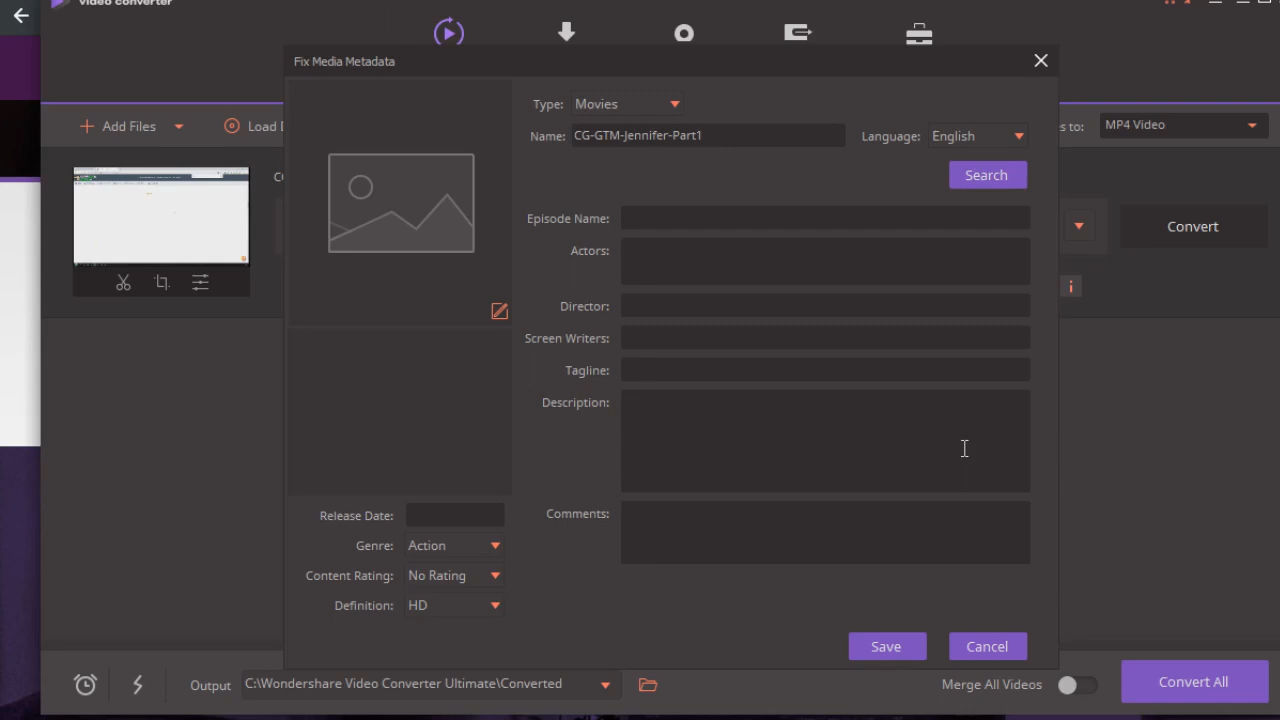 video converter
Fix Media Metadata
Type: Movies
Name: CG-GTM-Jennifer-Part1 Language: English
Search
Add Files
Load D
s to: MP4 Video
Convert
Episode Name:
Actors:
Director:
Screen Writers:
Tagline:
Description:
Comments:
Release Date:
Genre: Action
Content Rating: No Rating
Definition: HD
Save Cancel
Output C:\Wondershare Video Converter Ultimate\Converted
Merge All Videos
Convert All